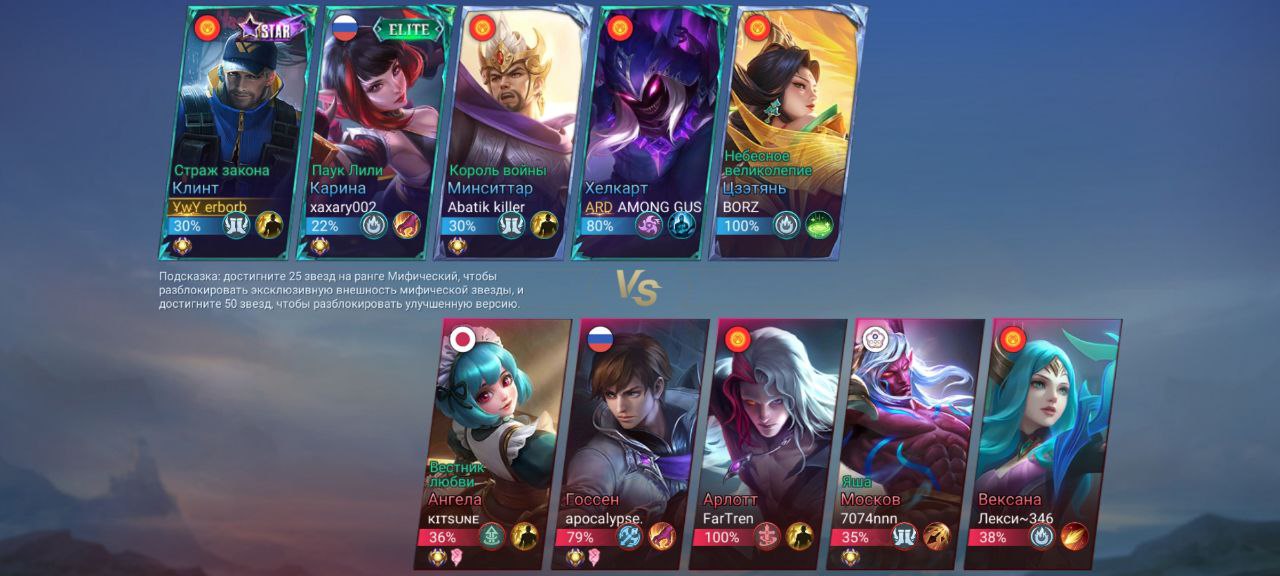 STAR
ELITE
Страж закона
Клинт
YwY erborb
30%
Паук Лили
Карина
xaxary002
22%
Король войны
Минситтар
Abatik killer
30%
Хелкарт
ARD AMONG GUS
80%
Небесное
великолепие
Цзэтянь
BORZ
100%
Подсказка: достигните 25 звезд на ранге Мифический, чтобы
разблокировать эксклюзивную внешность мифической звезды, и
достигните 50 звезд, чтобы разблокировать улучшенную версию.
VS
Вестник
любви
Ангела
KITSUNE
36%
Госсен
apocalypse.
79%
Арлотт
FarTren
100%
Яша
Москов
7074nnn
35%
Вексана
Лекси~346
38%